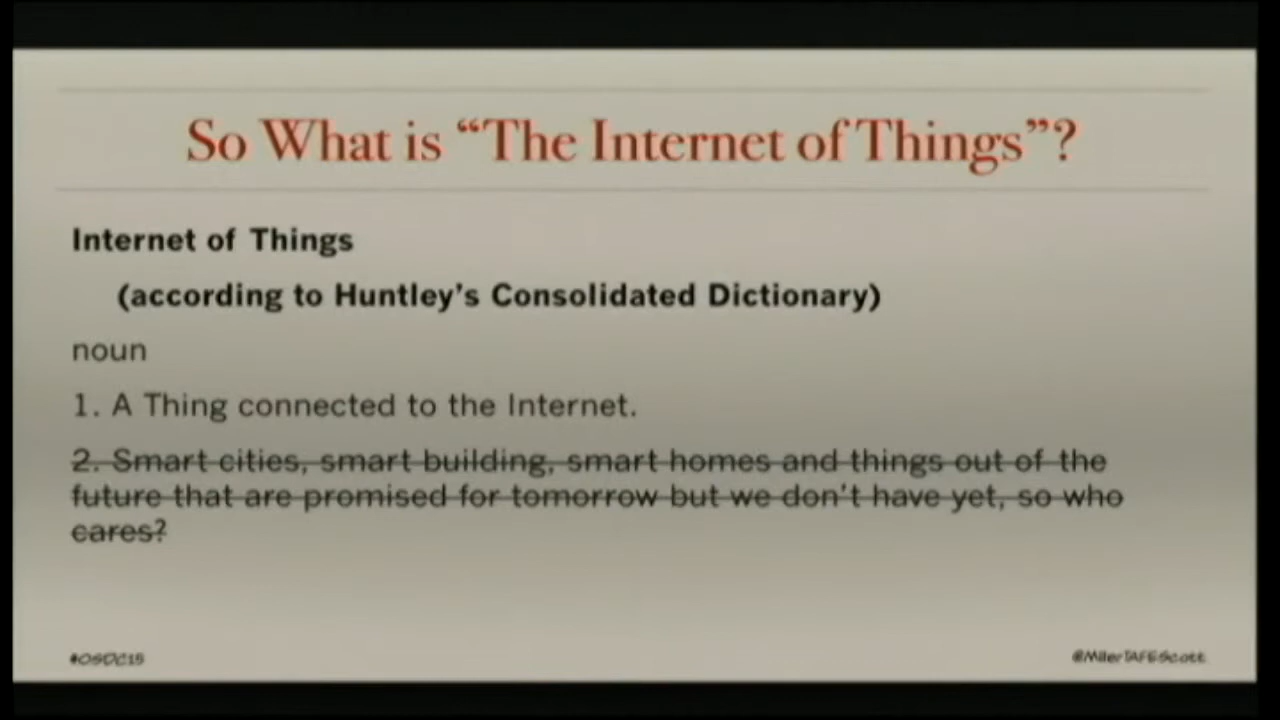 So What is “The Internet of Things”?
Internet of Things
(according to Huntley’s Consolidated Dictionary)
noun
1. A Thing connected to the Internet.
2. Smart cities, smart building, smart homes and things out of the
future that are promised for tomorrow but we don’t have yet, so who
cares?
#OSDC15
@MillerTAFEScott